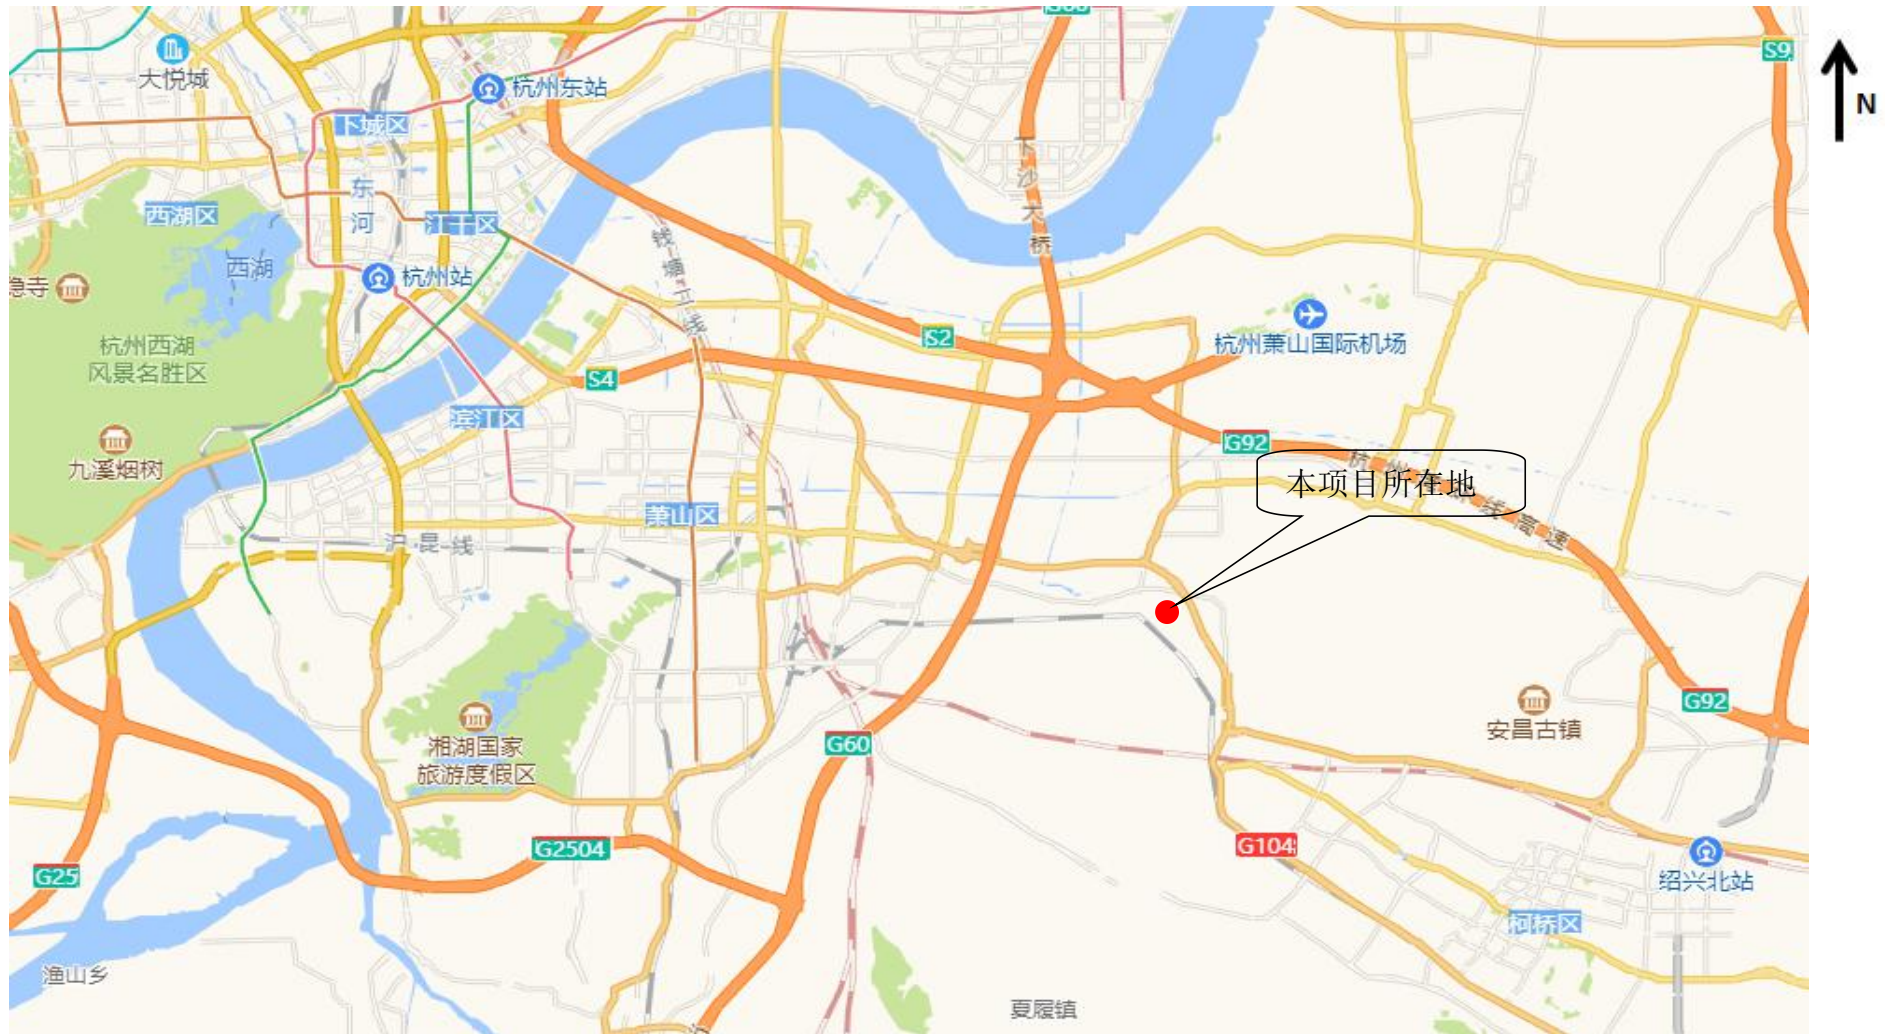 S9
N
大悦城
杭州东站
下城区
下沙大桥
东河
西湖区
江干区
西湖
杭州站
钱塘江线
杭州萧山国际机场
杭州西湖
风景名胜区
S2
S4
滨江区
G92
九溪烟树
本项目所在地
萧山区
沪昆线
高速
G92
安昌古镇
湘湖国家
旅游度假区
G60
G2504
G104
G25
绍兴北站
柯桥区
渔山乡
夏履镇